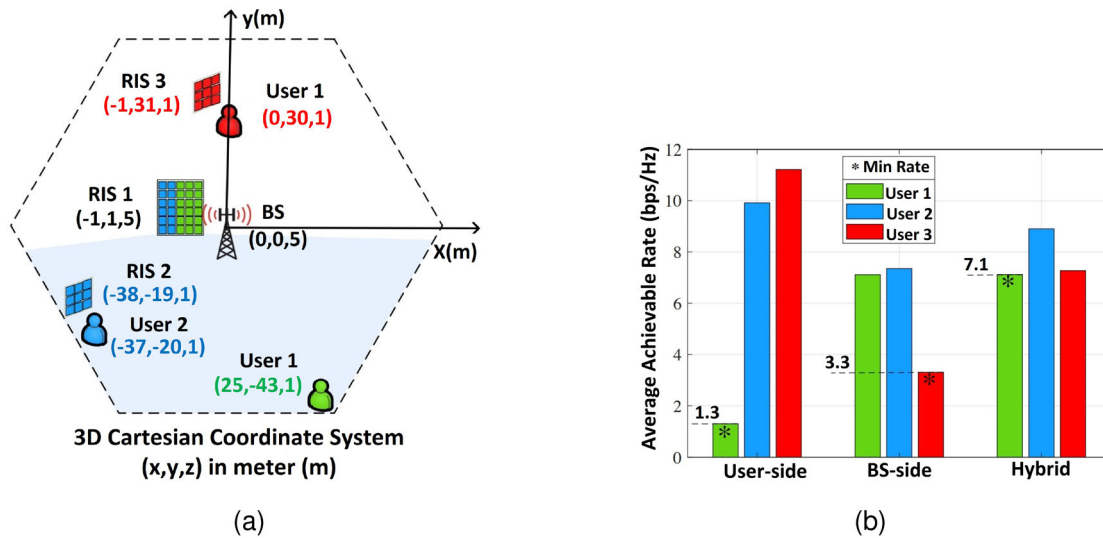 y(m)
RIS 3
(-1,31,1)
User 1
(0,30,1)
RIS 1
(-1,1,5)
BS
(0,0,5)
X(m)
RIS 2
(-38,-19,1)
User 2
(-37,-20,1)
User 1
(25,-43,1)
3D Cartesian Coordinate System
(x,y,z) in meter (m)
(a)
Average Achievable Rate (bps/Hz)
12
10
8
6
4
2
0
* Min Rate
User 1
User 2
User 3
1.3
*
3.3
*
7.1
*
User-side
BS-side
Hybrid
(b)